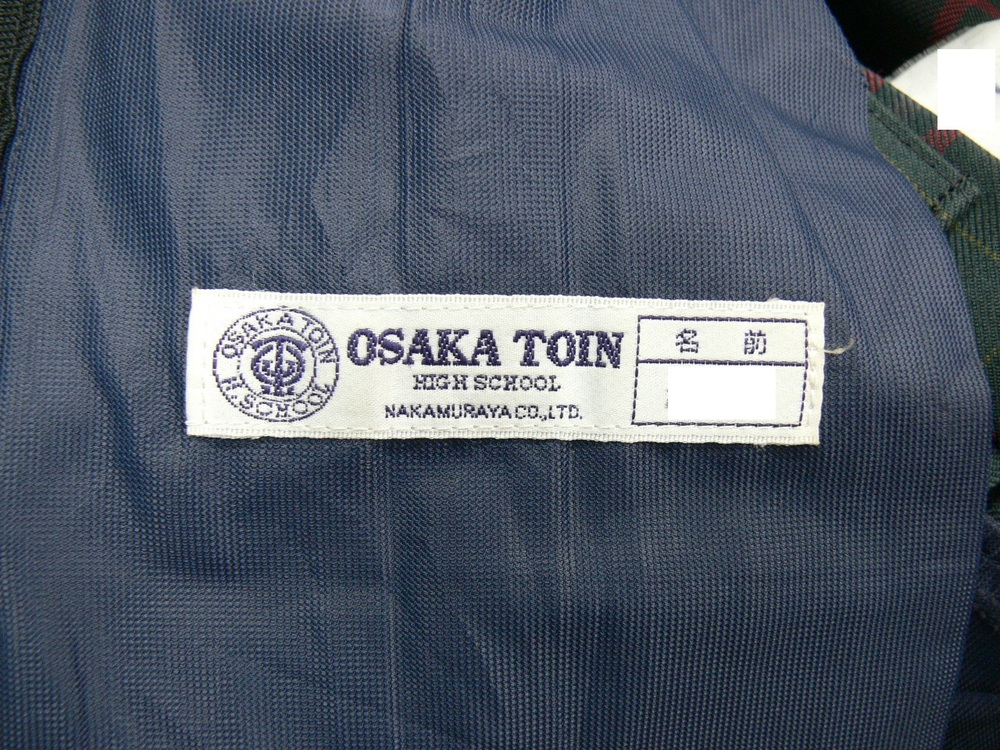 OSAKA TOIN
H.SCHOOL
OSAKA TOIN
HIGH SCHOOL
NAKAMURAYA CO.,LTD.
名前